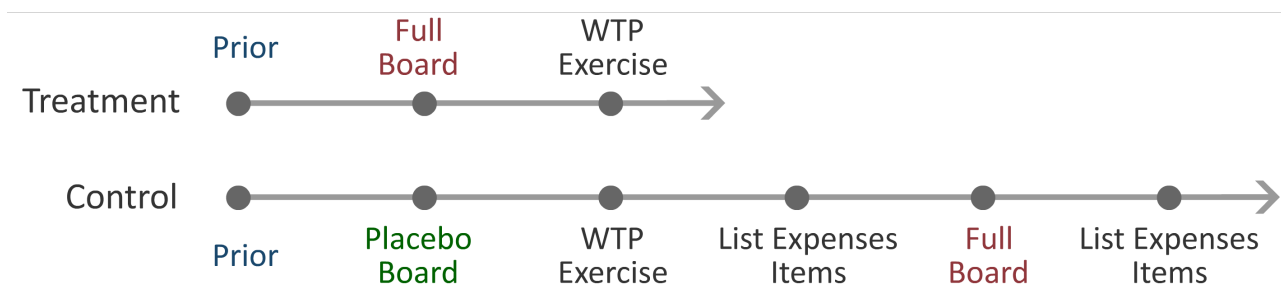 Prior
Full
Board
WTP
Exercise
Treatment
Control
Prior
Placebo
Board
WTP
Exercise
List Expenses
Items
Full
Board
List Expenses
Items